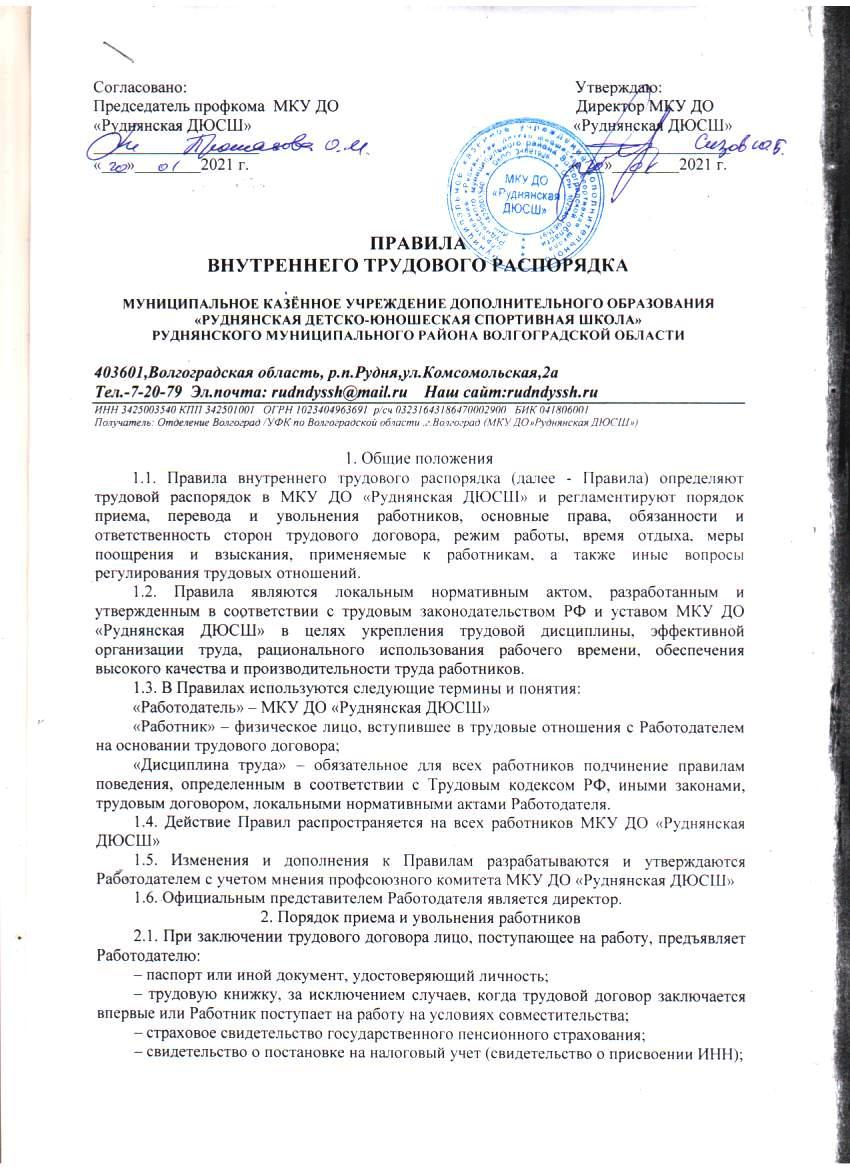 Согласовано: Утверждаю:
Председатель профкома МКУ ДО Директор МКУ ДО
«Руднянская ДЮСШ» «Руднянская ДЮСШ»
О.М. Сизов Ю.В.
«20» 01 2021 г. «20» 01 2021 г.
МКУ ДО
«Руднянская
ДЮСШ»
ПРАВИЛА
ВНУТРЕННЕГО ТРУДОВОГО РАСПОРЯДКА
МУНИЦИПАЛЬНОЕ КАЗЁННОЕ УЧРЕЖДЕНИЕ ДОПОЛНИТЕЛЬНОГО ОБРАЗОВАНИЯ
«РУДНЯНСКАЯ ДЕТСКО-ЮНОШЕСКАЯ СПОРТИВНАЯ ШКОЛА»
РУДНЯНСКОГО МУНИЦИПАЛЬНОГО РАЙОНА ВОЛГОГРАДСКОЙ ОБЛАСТИ
403601,Волгоградская область, р.п.Рудня,ул.Комсомольская,2а
Тел.-7-20-79 Эл.почта: rudndyssh@mail.ru Наш сайт:rudndyssh.ru
ИНН 3425003540 КПП 342501001 ОГРН 1023404963691 р/сч 03231643186470002900 БИК 041806001
Получатель: Отделение Волгоград /УФК по Волгоградской области .г.Волгоград (МКУ ДО»Руднянская ДЮСШ»)
1. Общие положения
1.1. Правила внутреннего трудового распорядка (далее - Правила) определяют
трудовой распорядок в МКУ ДО «Руднянская ДЮСШ» и регламентируют порядок
приема, перевода и увольнения работников, основные права, обязанности и
ответственность сторон трудового договора, режим работы, время отдыха, меры
поощрения и взыскания, применяемые к работникам, а также иные вопросы
регулирования трудовых отношений.
1.2. Правила являются локальным нормативным актом, разработанным и
утвержденным в соответствии с трудовым законодательством РФ и уставом МКУ ДО
«Руднянская ДЮСШ» в целях укрепления трудовой дисциплины, эффективной
организации труда, рационального использования рабочего времени, обеспечения
высокого качества и производительности труда работников.
1.3. В Правилах используются следующие термины и понятия:
«Работодатель» – МКУ ДО «Руднянская ДЮСШ»
«Работник» – физическое лицо, вступившее в трудовые отношения с Работодателем
на основании трудового договора;
«Дисциплина труда» – обязательное для всех работников подчинение правилам
поведения, определенным в соответствии с Трудовым кодексом РФ, иными законами,
трудовым договором, локальными нормативными актами Работодателя.
1.4. Действие Правил распространяется на всех работников МКУ ДО «Руднянская
ДЮСШ»
1.5. Изменения и дополнения к Правилам разрабатываются и утверждаются
Работодателем с учетом мнения профсоюзного комитета МКУ ДО «Руднянская ДЮСШ»
1.6. Официальным представителем Работодателя является директор.
2. Порядок приема и увольнения работников
2.1. При заключении трудового договора лицо, поступающее на работу, предъявляет
Работодателю:
– паспорт или иной документ, удостоверяющий личность;
– трудовую книжку, за исключением случаев, когда трудовой договор заключается
впервые или Работник поступает на работу на условиях совместительства;
– страховое свидетельство государственного пенсионного страхования;
– свидетельство о постановке на налоговый учет (свидетельство о присвоении ИНН);